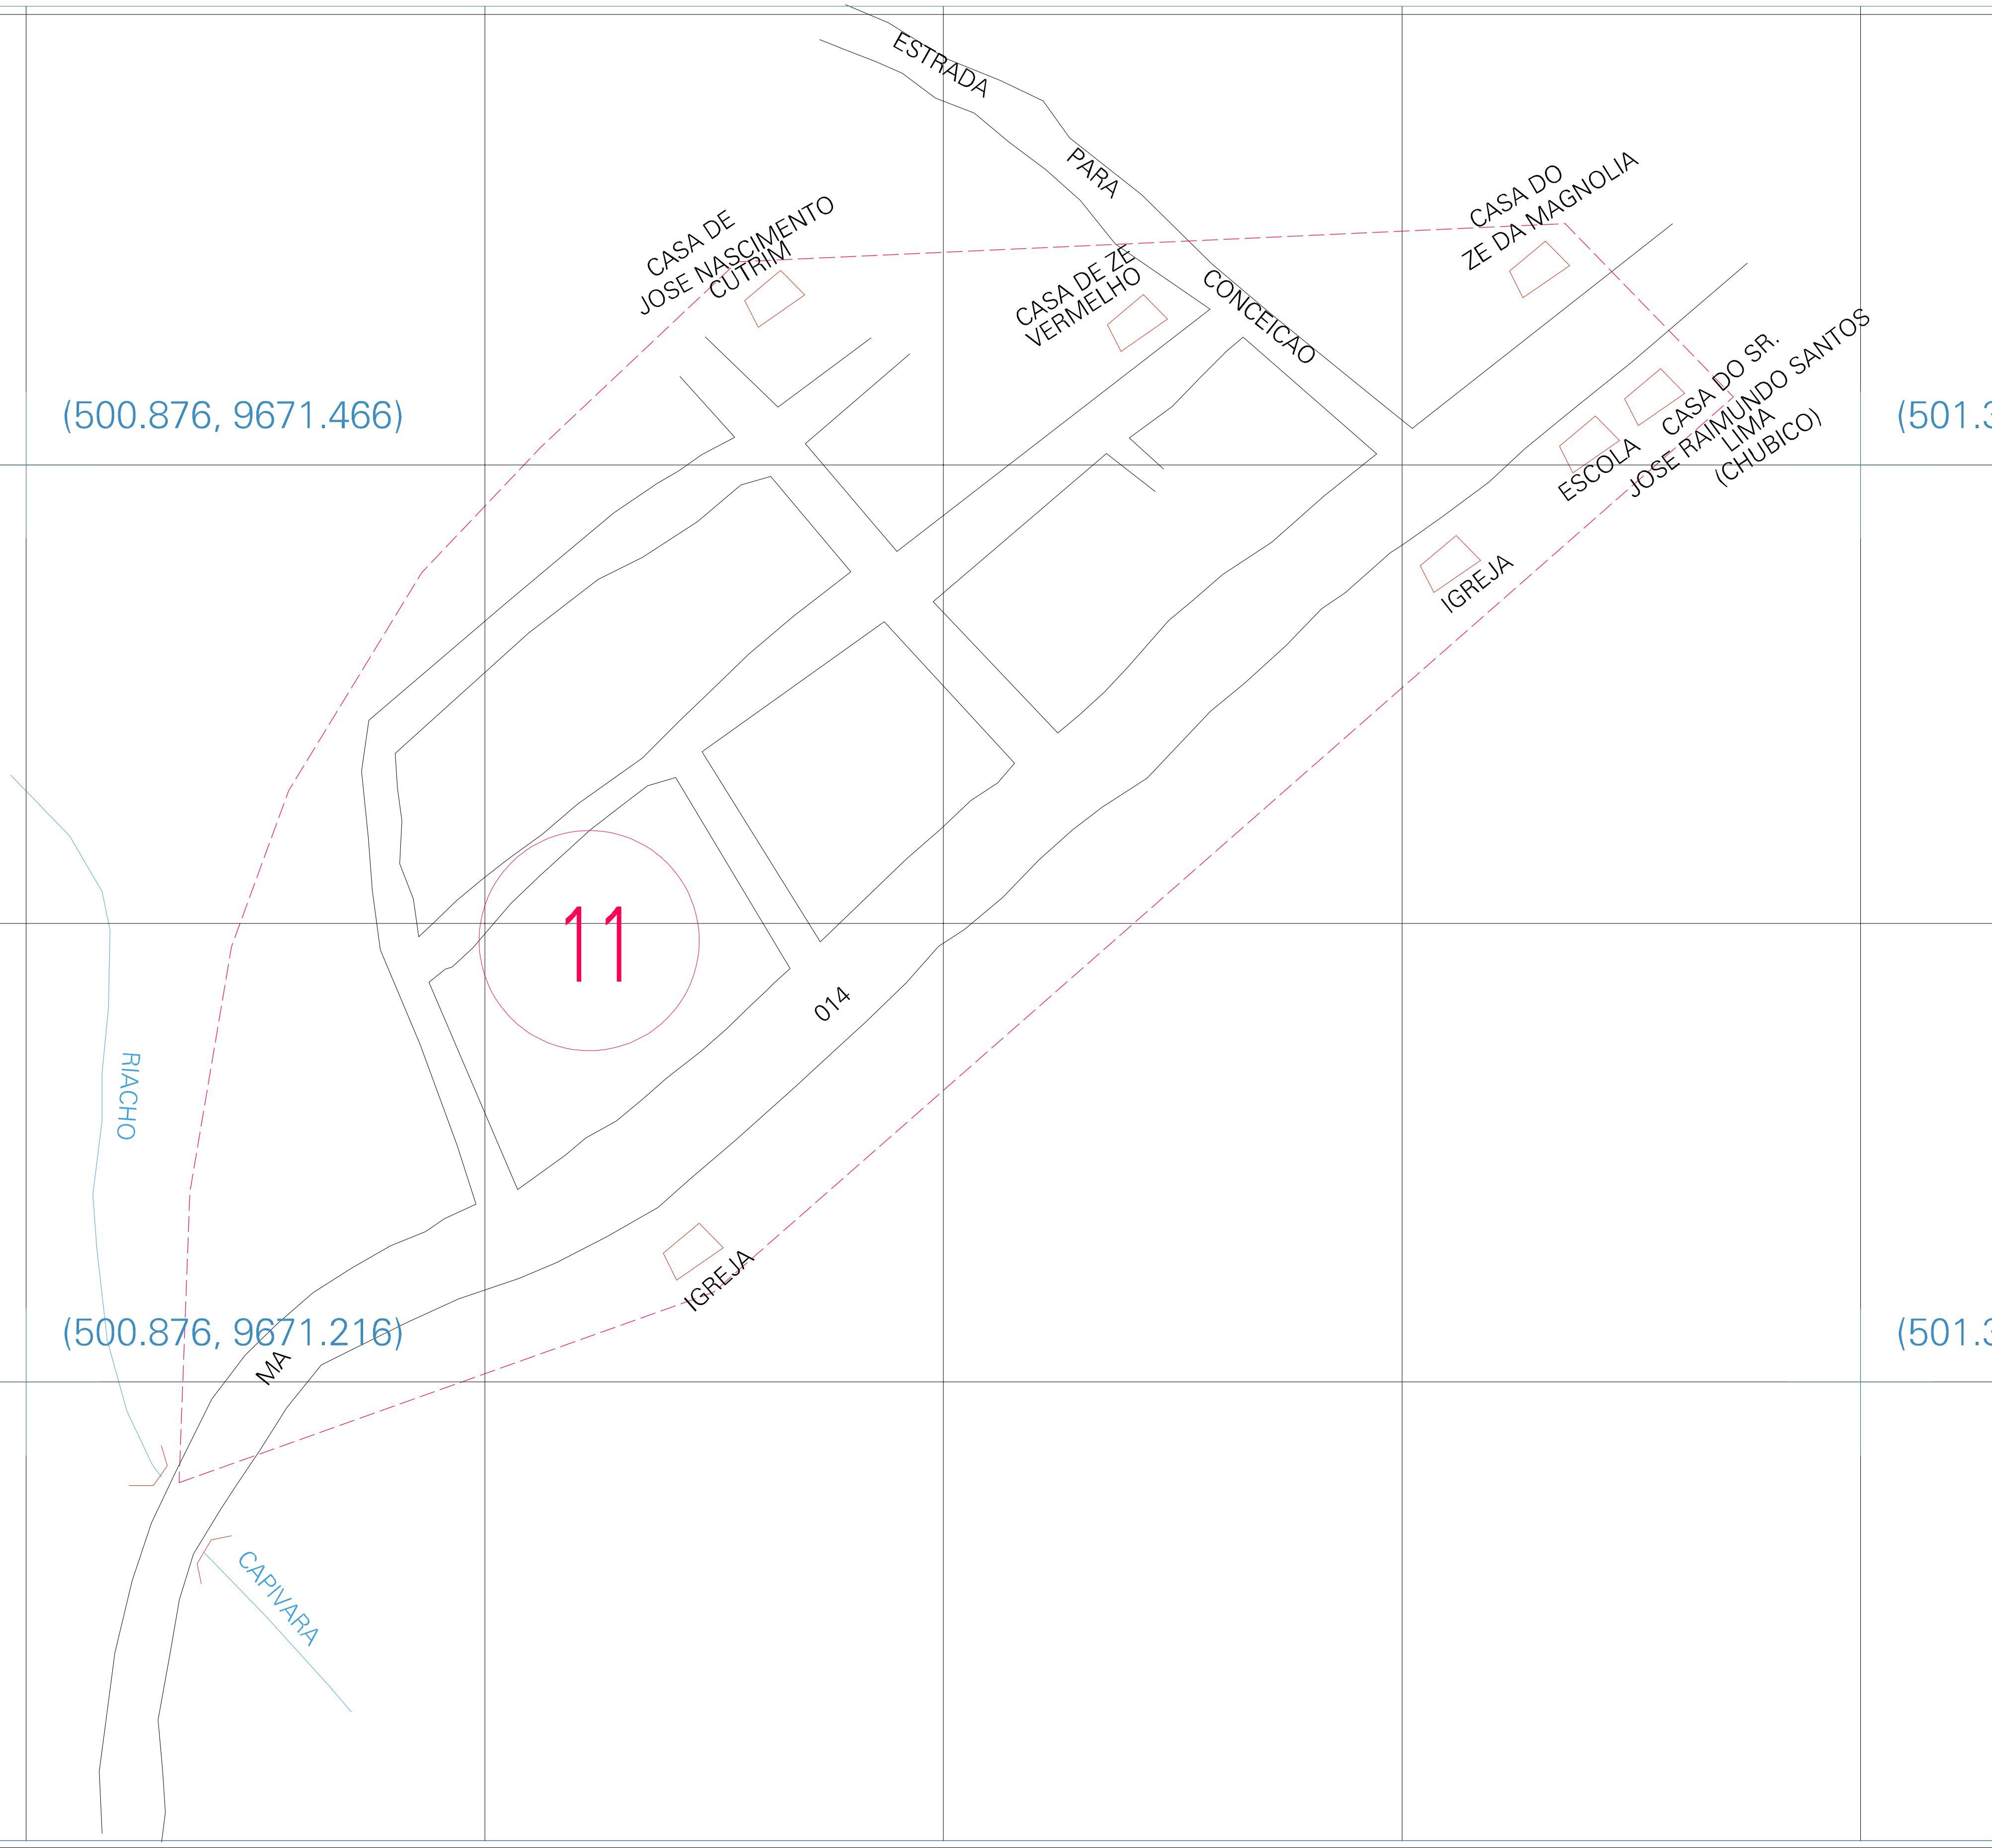 ESTRADA
PARA
CONCEICAO
CASA DO
ZE DA MAGNOLIA
CASA DE
JOSE NASCIMENTO
CUTRIM
CASA DE ZE
VERMELHO
CASA DO SR.
JOSE RAIMUNDO SANTOS
LIMA
(CHUBICO)
(500.876, 9671.466)
(501.3
ESCOLA
IGREJA
11
014
RIACHO
IGREJA
(500.876, 9671.216)
(501.3
MA
CAPIVARA